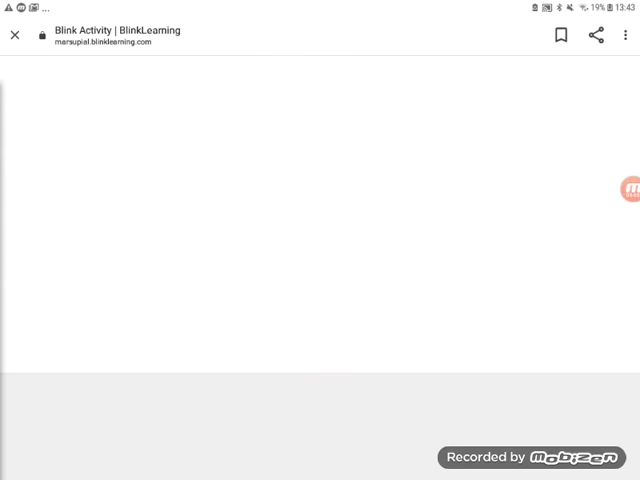 ... 19% 13:43
Blink Activity | BlinkLearning
marsupial.blinklearning.com
Recorded by MOBIZEN